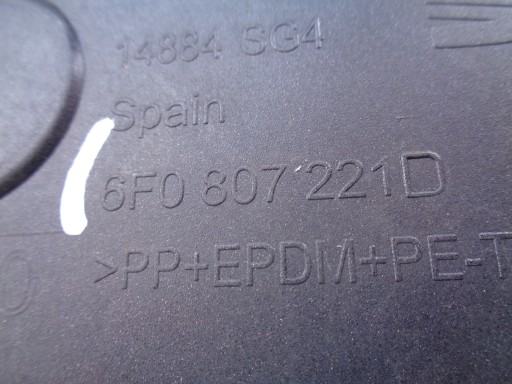 14884 SG4
Spain
6F0 807 221D
>PP+EPDM+PE-T